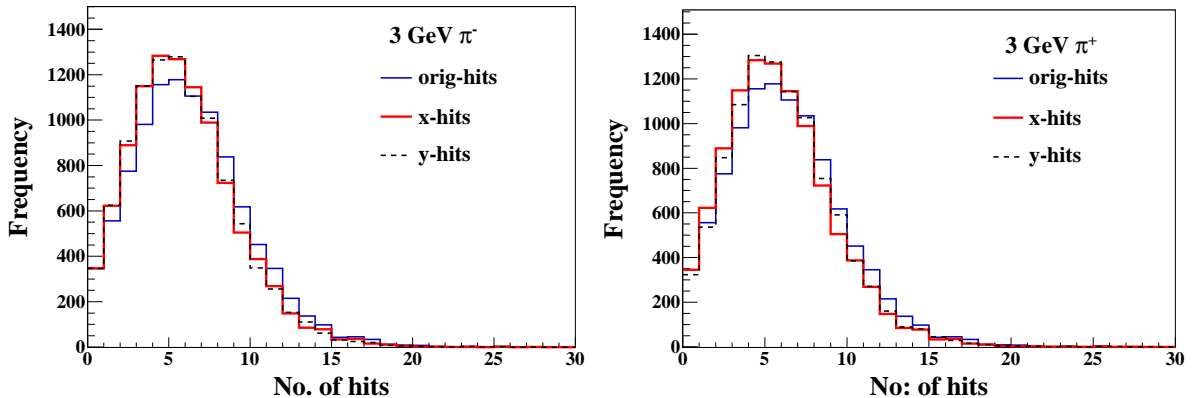 1400
1200
1000
800
600
400
200
0
Frequency
3 GeV π⁻
orig-hits
x-hits
y-hits
0 5 10 15 20 25 30
No. of hits
1400
1200
1000
800
600
400
200
0
Frequency
3 GeV π⁺
orig-hits
x-hits
y-hits
0 5 10 15 20 25 30
No: of hits